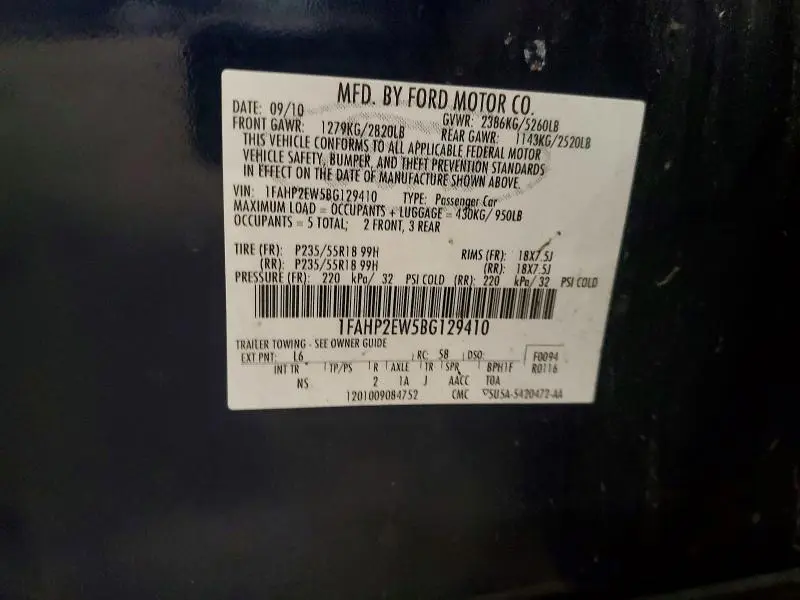 MFD. BY FORD MOTOR CO.
DATE: 09/10 GVWR: 2386KG/5260LB
FRONT GAWR: 1279KG/2820LB REAR GAWR: 1143KG/2520LB
THIS VEHICLE CONFORMS TO ALL APPLICABLE FEDERAL MOTOR
VEHICLE SAFETY, BUMPER, AND THEFT PREVENTION STANDARDS
IN EFFECT ON THE DATE OF MANUFACTURE SHOWN ABOVE.
VIN: 1FAHP2EW5BG129410 TYPE: Passenger Car
MAXIMUM LOAD = OCCUPANTS + LUGGAGE = 430KG/ 950LB
OCCUPANTS = 5 TOTAL; 2 FRONT, 3 REAR
TIRE (FR): P235/55R18 99H RIMS (FR): 18X7.5J
(RR): P235/55R18 99H (RR): 18X7.5J
PRESSURE (FR): 220 kPa/ 32 PSI COLD (RR): 220 kPa/ 32 PSI COLD
1FAHP2EW5BG129410
TRAILER TOWING - SEE OWNER GUIDE
EXT PNT: L6 RC: 58 DSO: F0094
INT TR TP/PS R AXLE TR SPR BPH1F R0116
NS 2 1A J AACC T0A
1201009084752 CMC 5U5A-5420472-AA